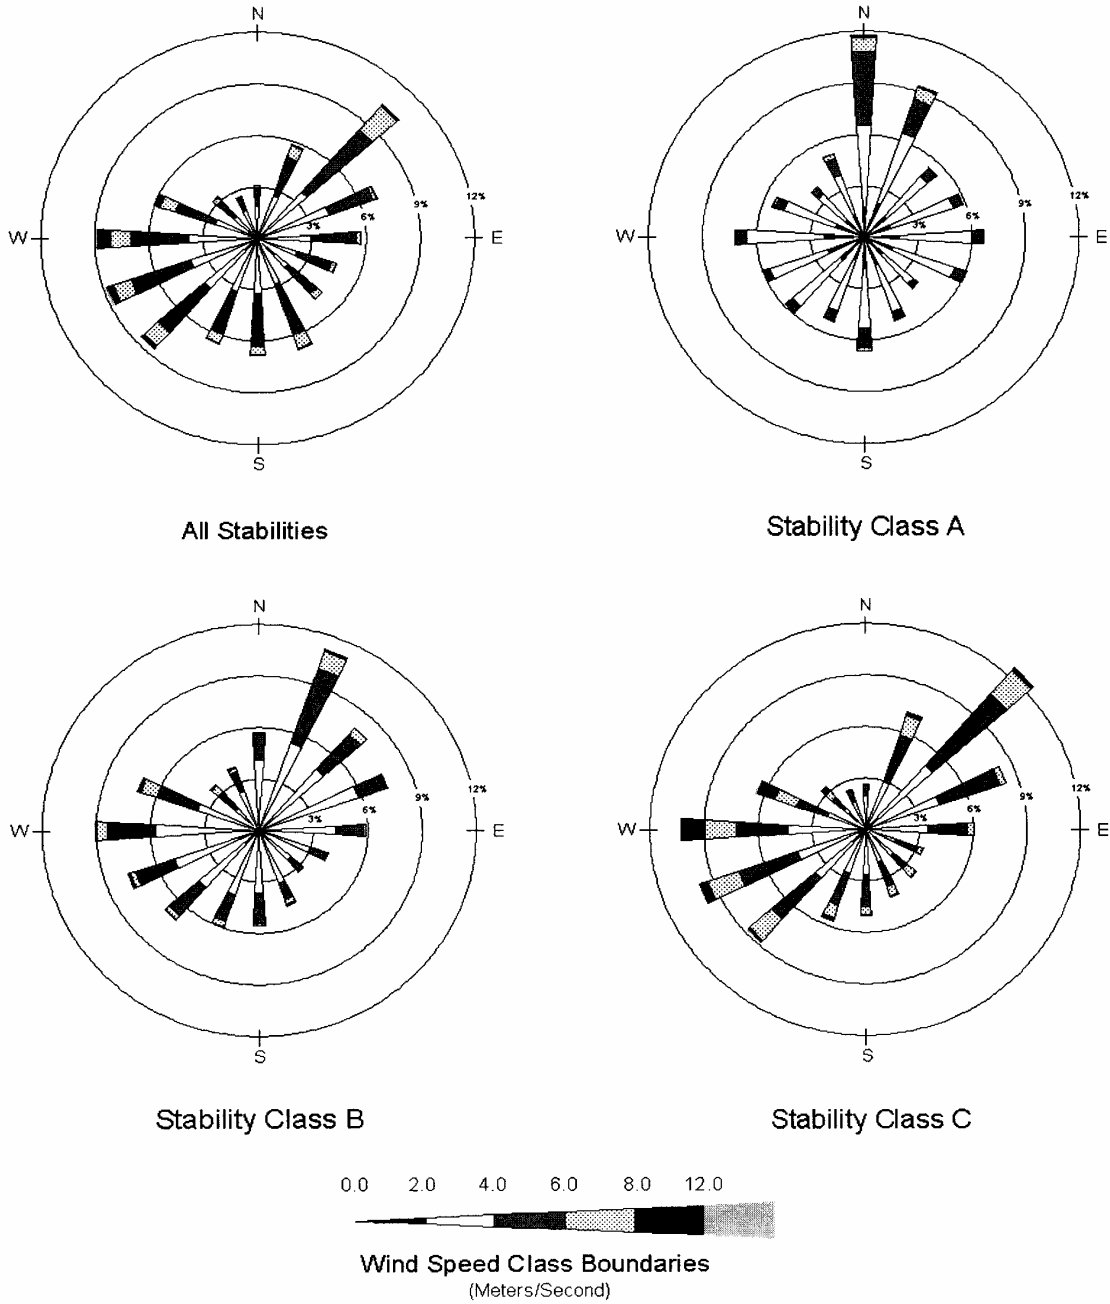 N
N
12%
12%
9%
9%
6%
6%
3%
3%
W
E
W
E
S
S
All Stabilities
Stability Class A
N
N
12%
12%
9%
9%
6%
6%
3%
3%
W
E
W
E
S
S
Stability Class B
Stability Class C
0.0 2.0 4.0 6.0 8.0 12.0
Wind Speed Class Boundaries
(Meters/Second)